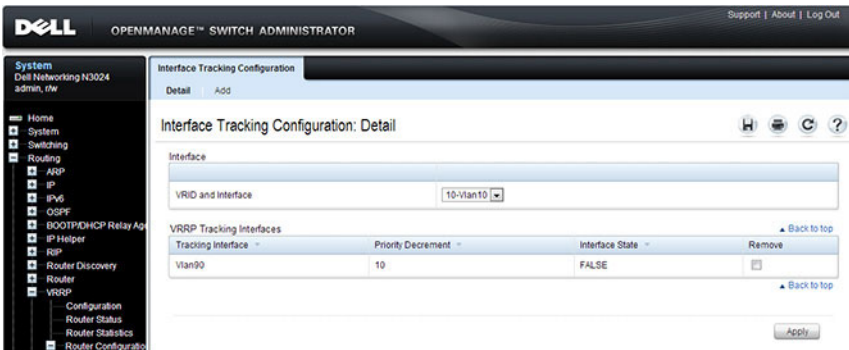 Support | About | Log Out
DELL OPENMANAGE™ SWITCH ADMINISTRATOR
System
Dell Networking N3024
admin, r/w
Home
System
Switching
Routing
ARP
IP
IPv6
OSPF
BOOTP/DHCP Relay Age
IP Helper
RIP
Router Discovery
Router
VRRP
Configuration
Router Status
Router Statistics
Router Configuratio
Interface Tracking Configuration
Detail Add
Interface Tracking Configuration: Detail
Interface
VRID and Interface 10-Vlan10
VRRP Tracking Interfaces Back to top
Tracking Interface Priority Decrement Interface State Remove
Vlan90 10 FALSE
Back to top
Apply